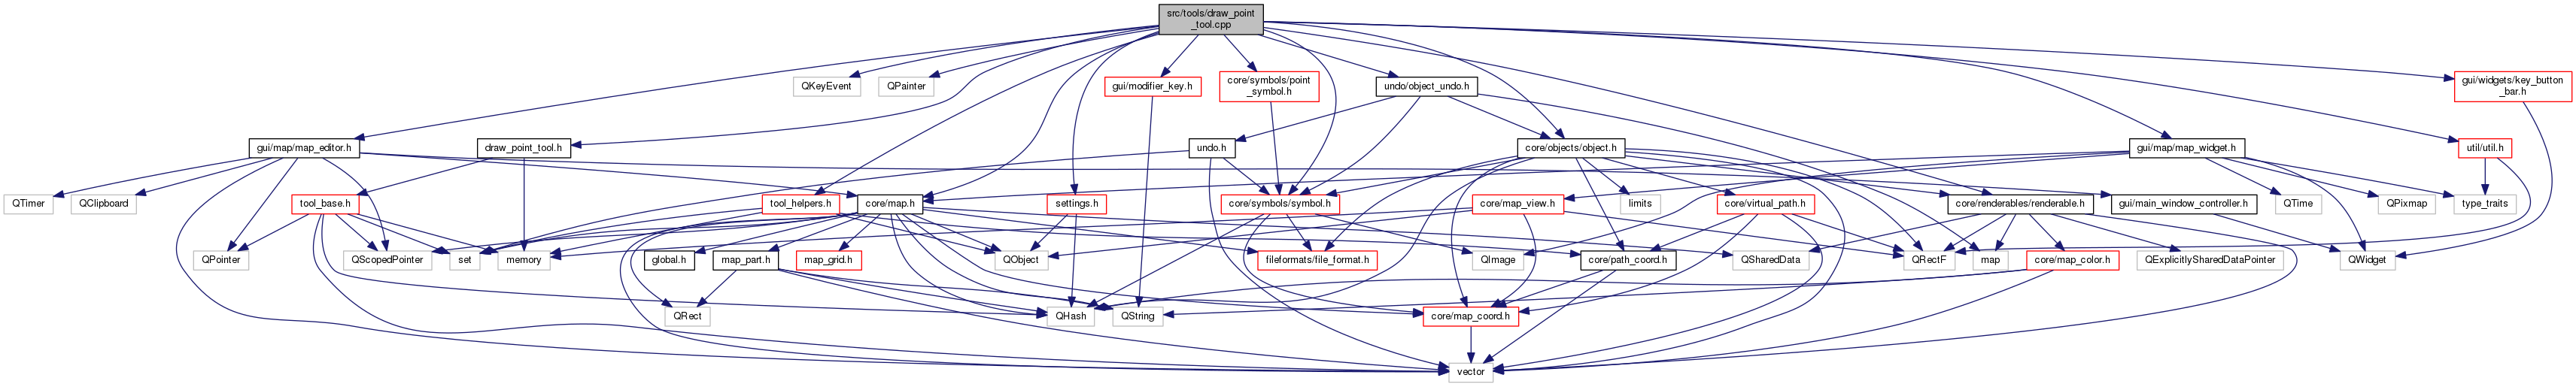 src/tools/draw_point
_tool.cpp
QKeyEvent
QPainter
gui/modifier_key.h
core/symbols/point
_symbol.h
undo/object_undo.h
gui/widgets/key_button
_bar.h
gui/map/map_editor.h
draw_point_tool.h
undo.h
core/objects/object.h
gui/map/map_widget.h
util/util.h
QTimer
QClipboard
tool_base.h
tool_helpers.h
core/map.h
settings.h
core/symbols/symbol.h
core/map_view.h
limits
core/virtual_path.h
core/renderables/renderable.h
gui/main_window_controller.h
QTime
QPixmap
type_traits
QPointer
QScopedPointer
set
memory
global.h
map_part.h
map_grid.h
QObject
fileformats/file_format.h
QImage
core/path_coord.h
QSharedData
QRectF
map
core/map_color.h
QExplicitlySharedDataPointer
QWidget
QRect
QHash
QString
core/map_coord.h
vector